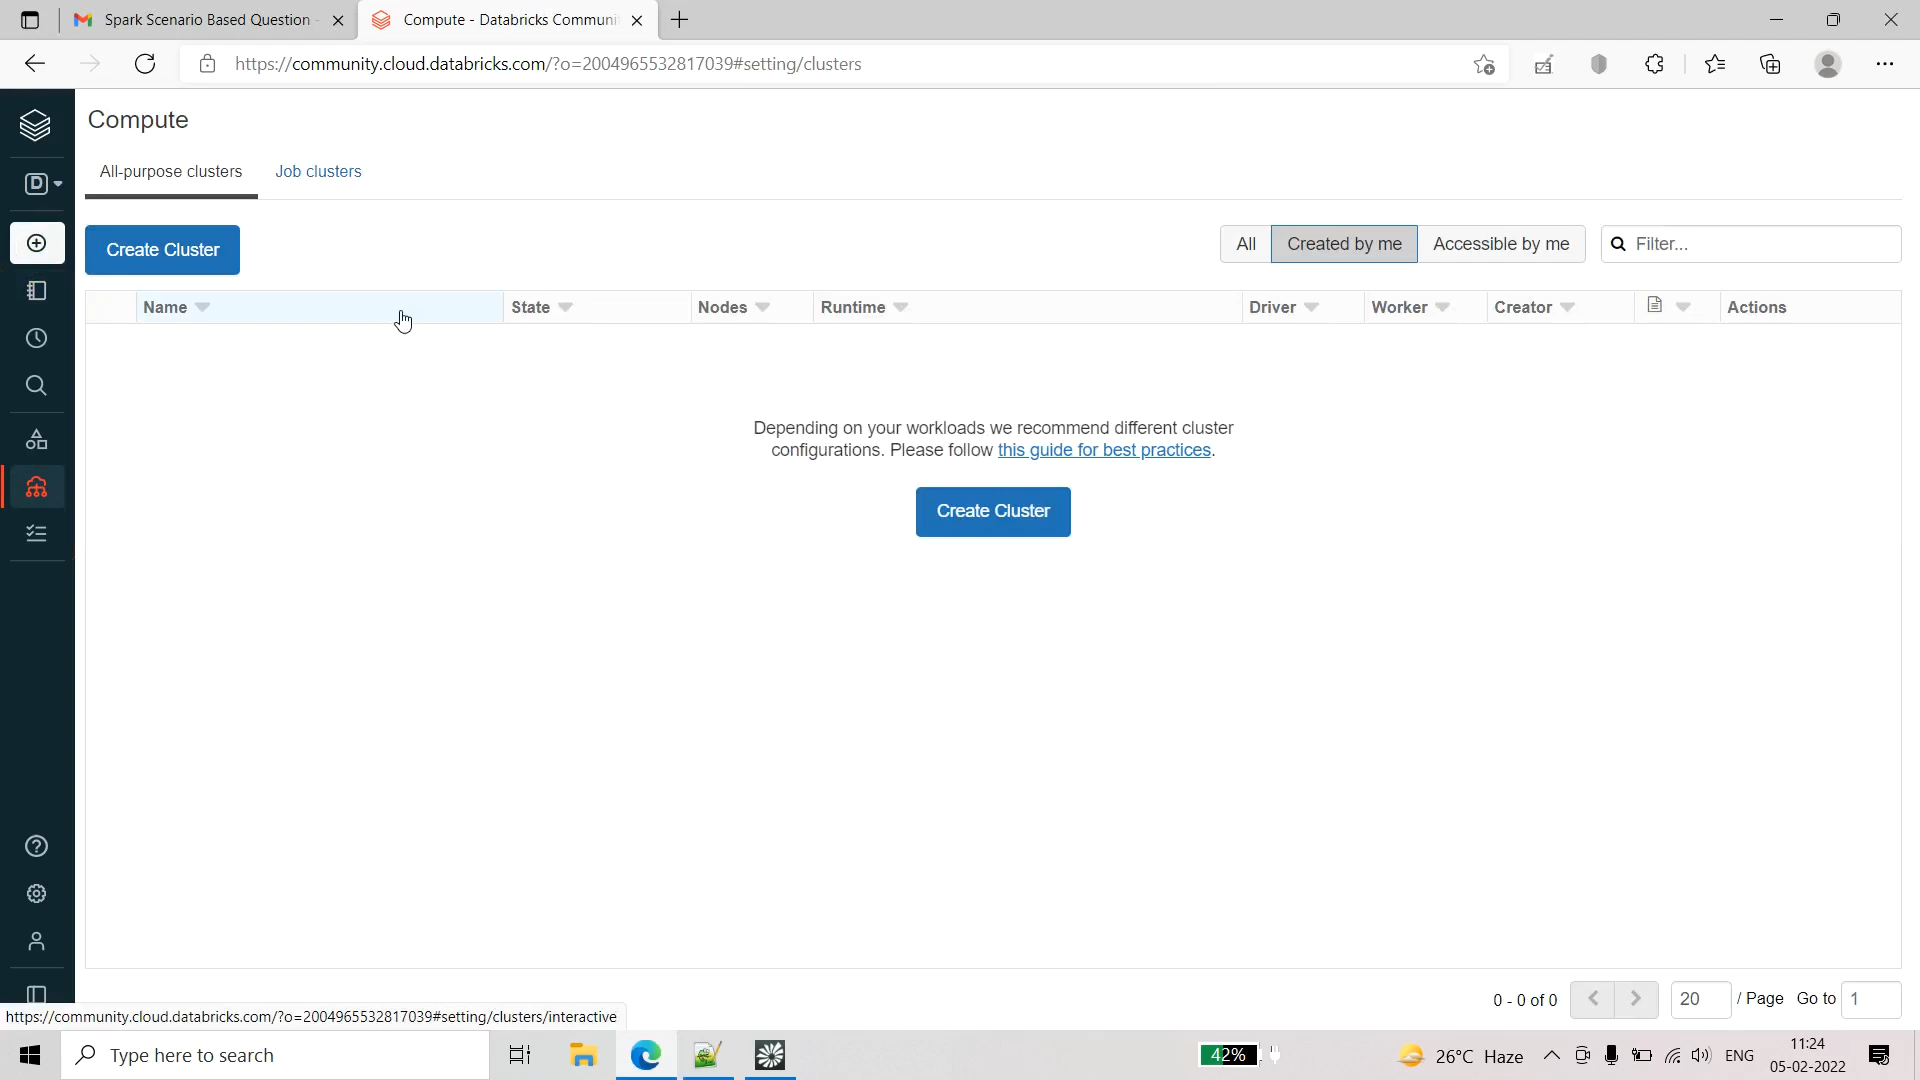 Spark Scenario Based Question -
Compute - Databricks Communi
https://community.cloud.databricks.com/?o=2004965532817039#setting/clusters
Compute
D
All-purpose clusters
Job clusters
Create Cluster
All
Created by me
Accessible by me
Filter...
Name
State
Nodes
Runtime
Driver
Worker
Creator
Actions
Depending on your workloads we recommend different cluster
configurations. Please follow this guide for best practices.
Create Cluster
0 - 0 of 0
20
/ Page
Go to
1
https://community.cloud.databricks.com/?o=2004965532817039#setting/clusters/interactive
Type here to search
42%
26°C Haze
ENG
11:24
05-02-2022